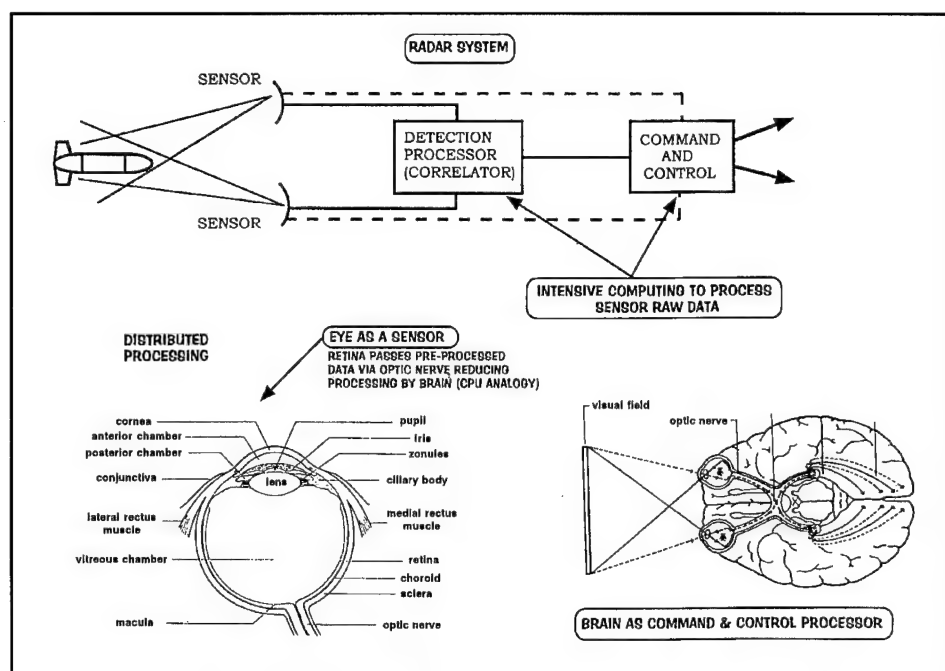 RADAR SYSTEM
SENSOR
DETECTION
PROCESSOR
(CORRELATOR)
COMMAND
AND
CONTROL
SENSOR
INTENSIVE COMPUTING TO PROCESS
SENSOR RAW DATA
DISTRIBUTED
PROCESSING
EYE AS A SENSOR
RETINA PASSES PRE-PROCESSED
DATA VIA OPTIC NERVE REDUCING
PROCESSING BY BRAIN (CPU ANALOGY)
cornea
anterior chamber
posterior chamber
conjunctiva
lateral rectus
muscle
vitreous chamber
macula
lens
pupil
iris
zonules
ciliary body
medial rectus
muscle
retina
choroid
sclera
optic nerve
visual field
optic nerve
BRAIN AS COMMAND & CONTROL PROCESSOR